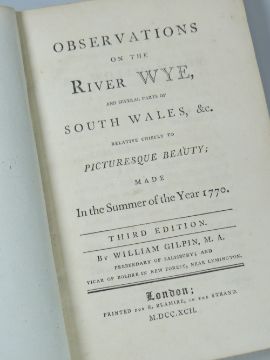 OBSERVATIONS
ON THE
RIVER WYE,
AND SEVERAL PARTS OF
SOUTH WALES, &c.
RELATIVE CHIEFLY TO
PICTURESQUE BEAUTY;
MADE
In the Summer of the Year 1770.
THIRD EDITION.
By WILLIAM GILPIN, M. A.
PREBENDARY OF SALISBURY; AND
VICAR OF BOLDRE IN NEW FOREST, NEAR LYMINGTON.
London;
PRINTED FOR R. BLAMIRE, IN THE STRAND.
M.DCC.XCII.